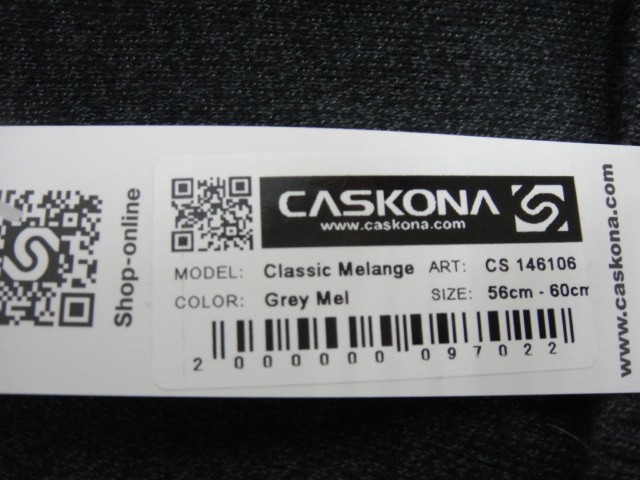 Shop-online
CASKONA
www.caskona.com
MODEL: Classic Melange ART: CS 146106
COLOR: Grey Mel SIZE: 56cm - 60cm
2 000000 097022
www.caskona.com